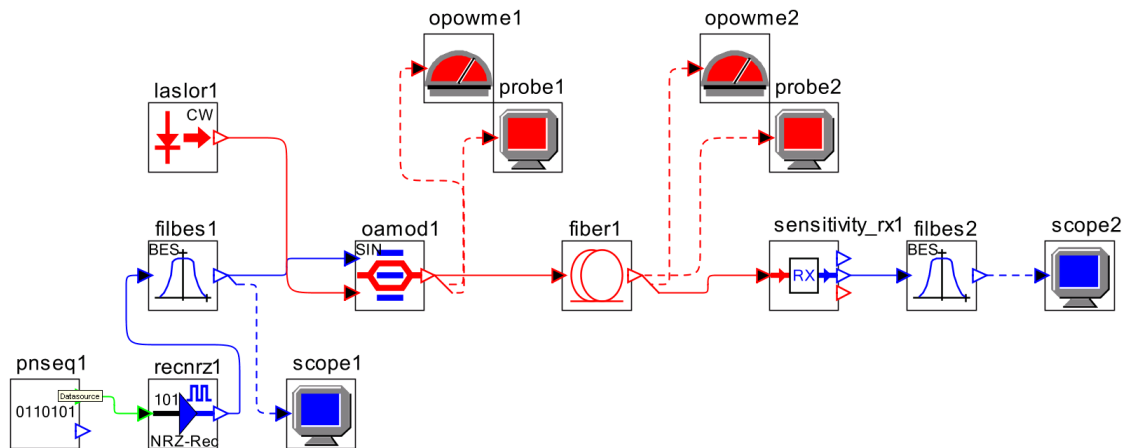 opowme1
opowme2
laslor1
CW
probe1
probe2
filbes1
BES
oamod1
SIN
fiber1
sensitivity_rx1
RX
filbes2
BES
scope2
pnseq1
Datasource
0110101
recnrz1
101
NRZ-Rec
scope1